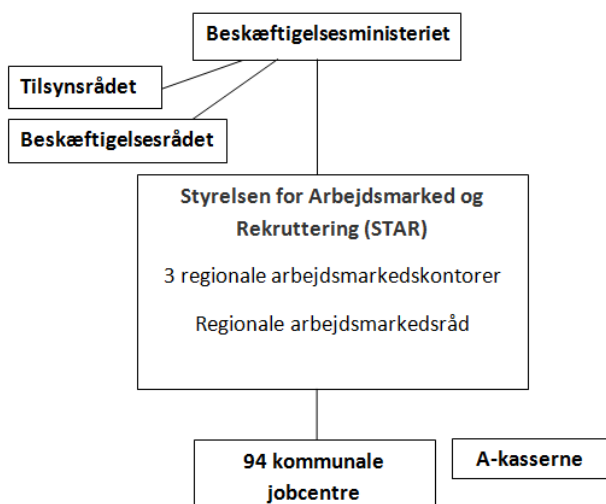 Beskæftigelsesministeriet
Tilsynsrådet
Beskæftigelsesrådet
Styrelsen for Arbejdsmarked og
Rekruttering (STAR)
3 regionale arbejdsmarkedskontorer
Regionale arbejdsmarkedsråd
94 kommunale
jobcentre
A-kasserne